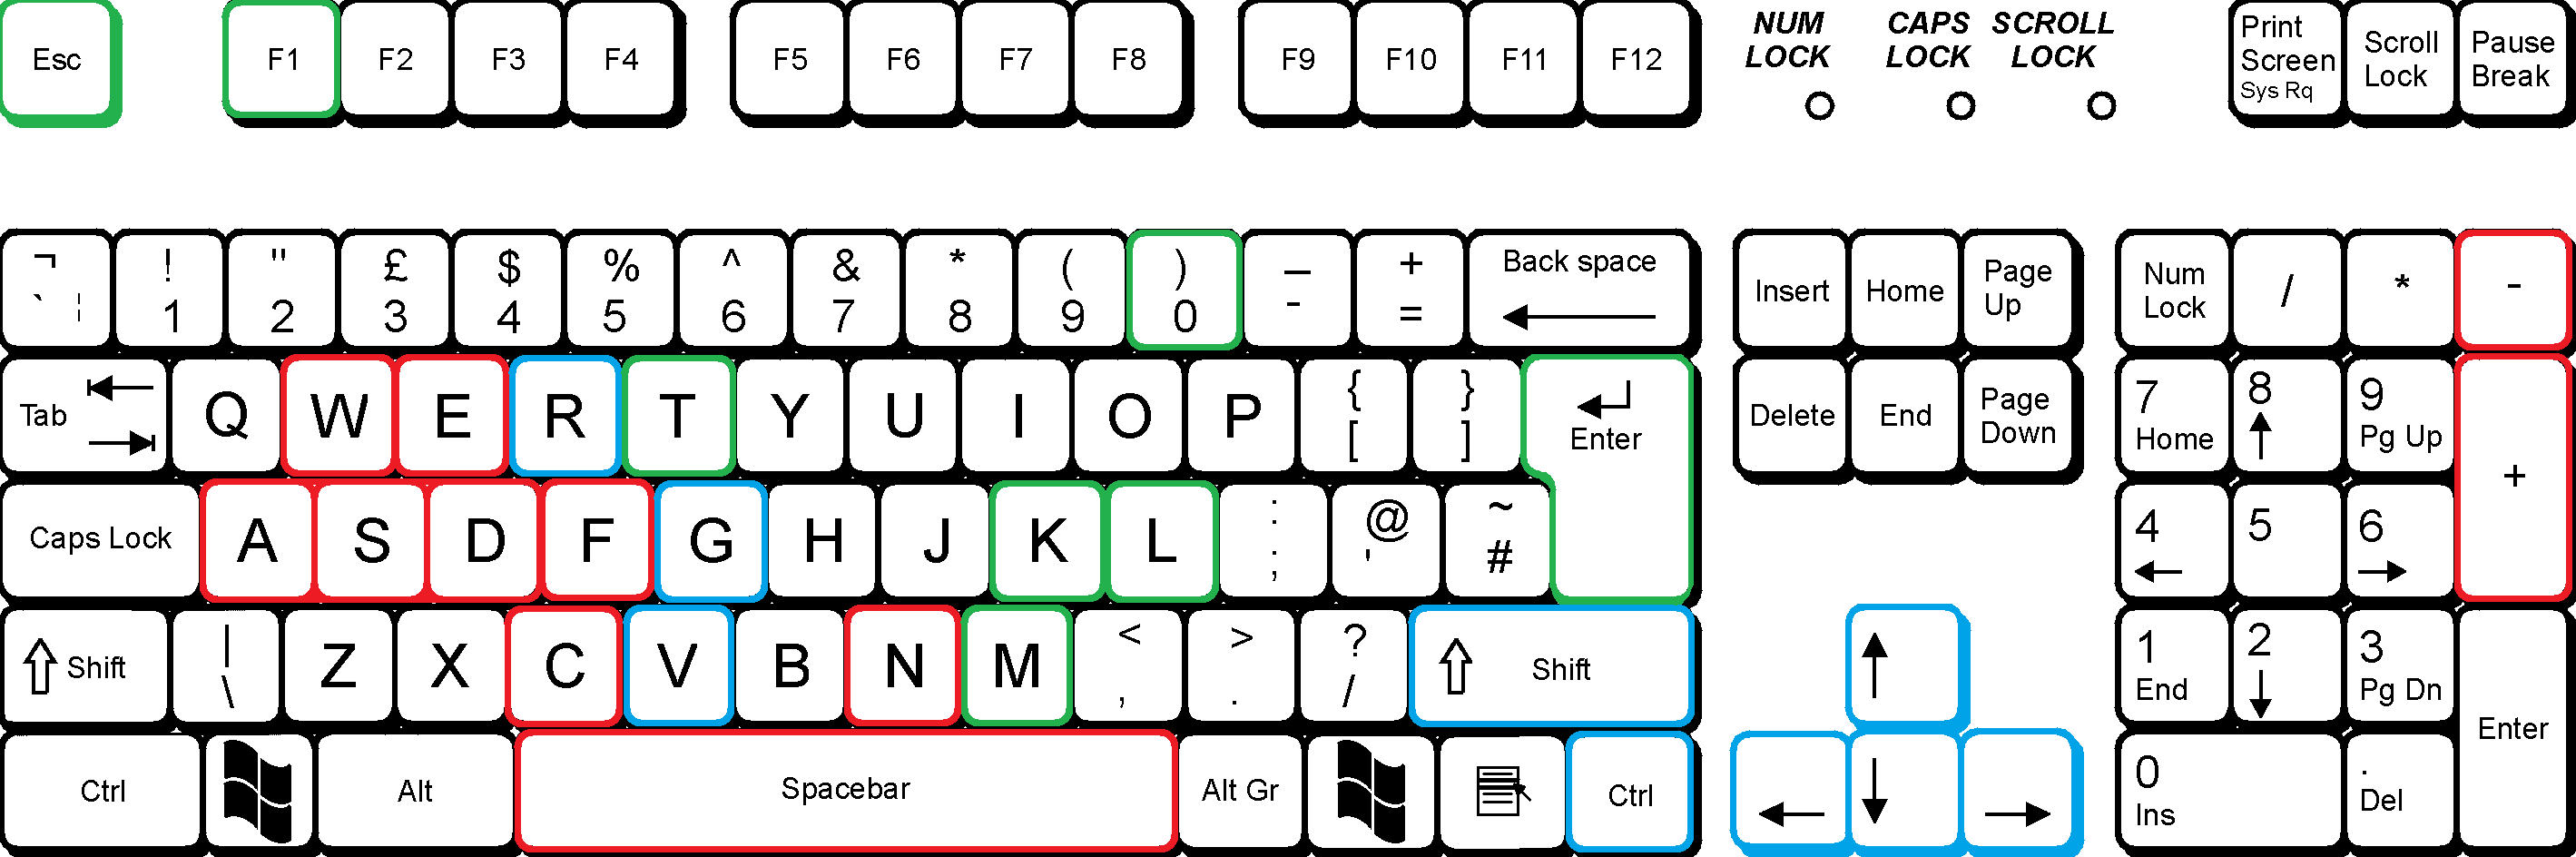 Esc F1 F2 F3 F4 F5 F6 F7 F8 F9 F10 F11 F12
NUM LOCK
CAPS LOCK
SCROLL LOCK
Print Screen Sys Rq
Scroll Lock
Pause Break
¬ ! " £ $ % ^ & * ( ) _ + Back space
` ¦ 1 2 3 4 5 6 7 8 9 0 - =
Insert Home Page Up
Num Lock / * -
Tab Q W E R T Y U I O P { [ } ] Enter
Delete End Page Down
7 Home 8 9 Pg Up +
Caps Lock A S D F G H J K L : ; @ ' ~ #
4 5 6
Shift | \ Z X C V B N M < , > . ? / Shift
1 End 2 3 Pg Dn Enter
Ctrl Alt Spacebar Alt Gr Ctrl
0 Ins . Del